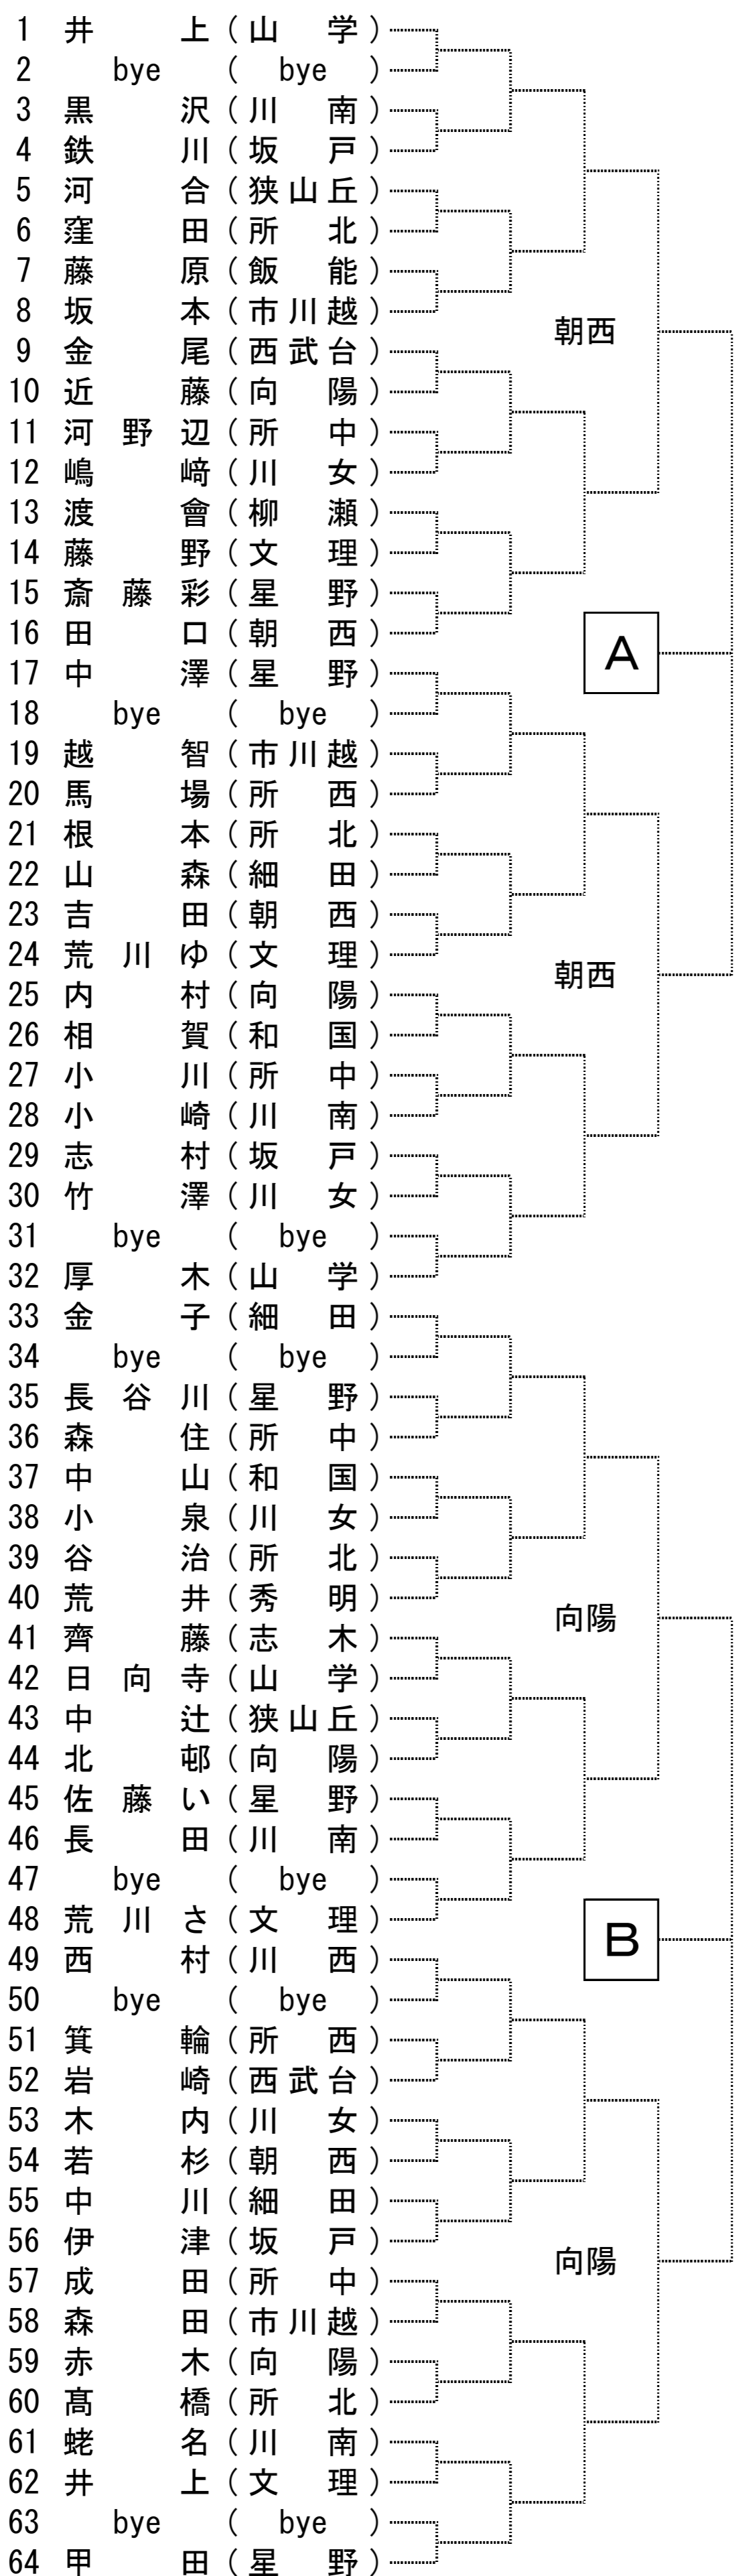 1 井上(山学)
2 bye(bye)
3 黒沢(川南)
4 鉄川(坂戸)
5 河合(狭山丘)
6 窪田(所北)
7 藤原(飯能)
8 坂本(市川越)
朝西
9 金尾(西武台)
10 近藤(向陽)
11 河野辺(所中)
12 嶋﨑(川女)
13 渡會(柳瀬)
14 藤野(文理)
15 斎藤彩(星野)
16 田口(朝西)
A
17 中澤(星野)
18 bye(bye)
19 越智(市川越)
20 馬場(所西)
21 根本(所北)
22 山森(細田)
23 吉田(朝西)
24 荒川ゆ(文理)
朝西
25 内村(向陽)
26 相賀(和国)
27 小川(所中)
28 小崎(川南)
29 志村(坂戸)
30 竹澤(川女)
31 bye(bye)
32 厚木(山学)
33 金子(細田)
34 bye(bye)
35 長谷川(星野)
36 森住(所中)
37 中山(和国)
38 小泉(川女)
39 谷治(所北)
40 荒井(秀明)
向陽
41 齊藤(志木)
42 日向寺(山学)
43 中辻(狭山丘)
44 北邨(向陽)
45 佐藤い(星野)
46 長田(川南)
47 bye(bye)
48 荒川さ(文理)
B
49 西村(川西)
50 bye(bye)
51 箕輪(所西)
52 岩崎(西武台)
53 木内(川女)
54 若杉(朝西)
55 中川(細田)
56 伊津(坂戸)
向陽
57 成田(所中)
58 森田(市川越)
59 赤木(向陽)
60 髙橋(所北)
61 蛯名(川南)
62 井上(文理)
63 bye(bye)
64 甲田(星野)